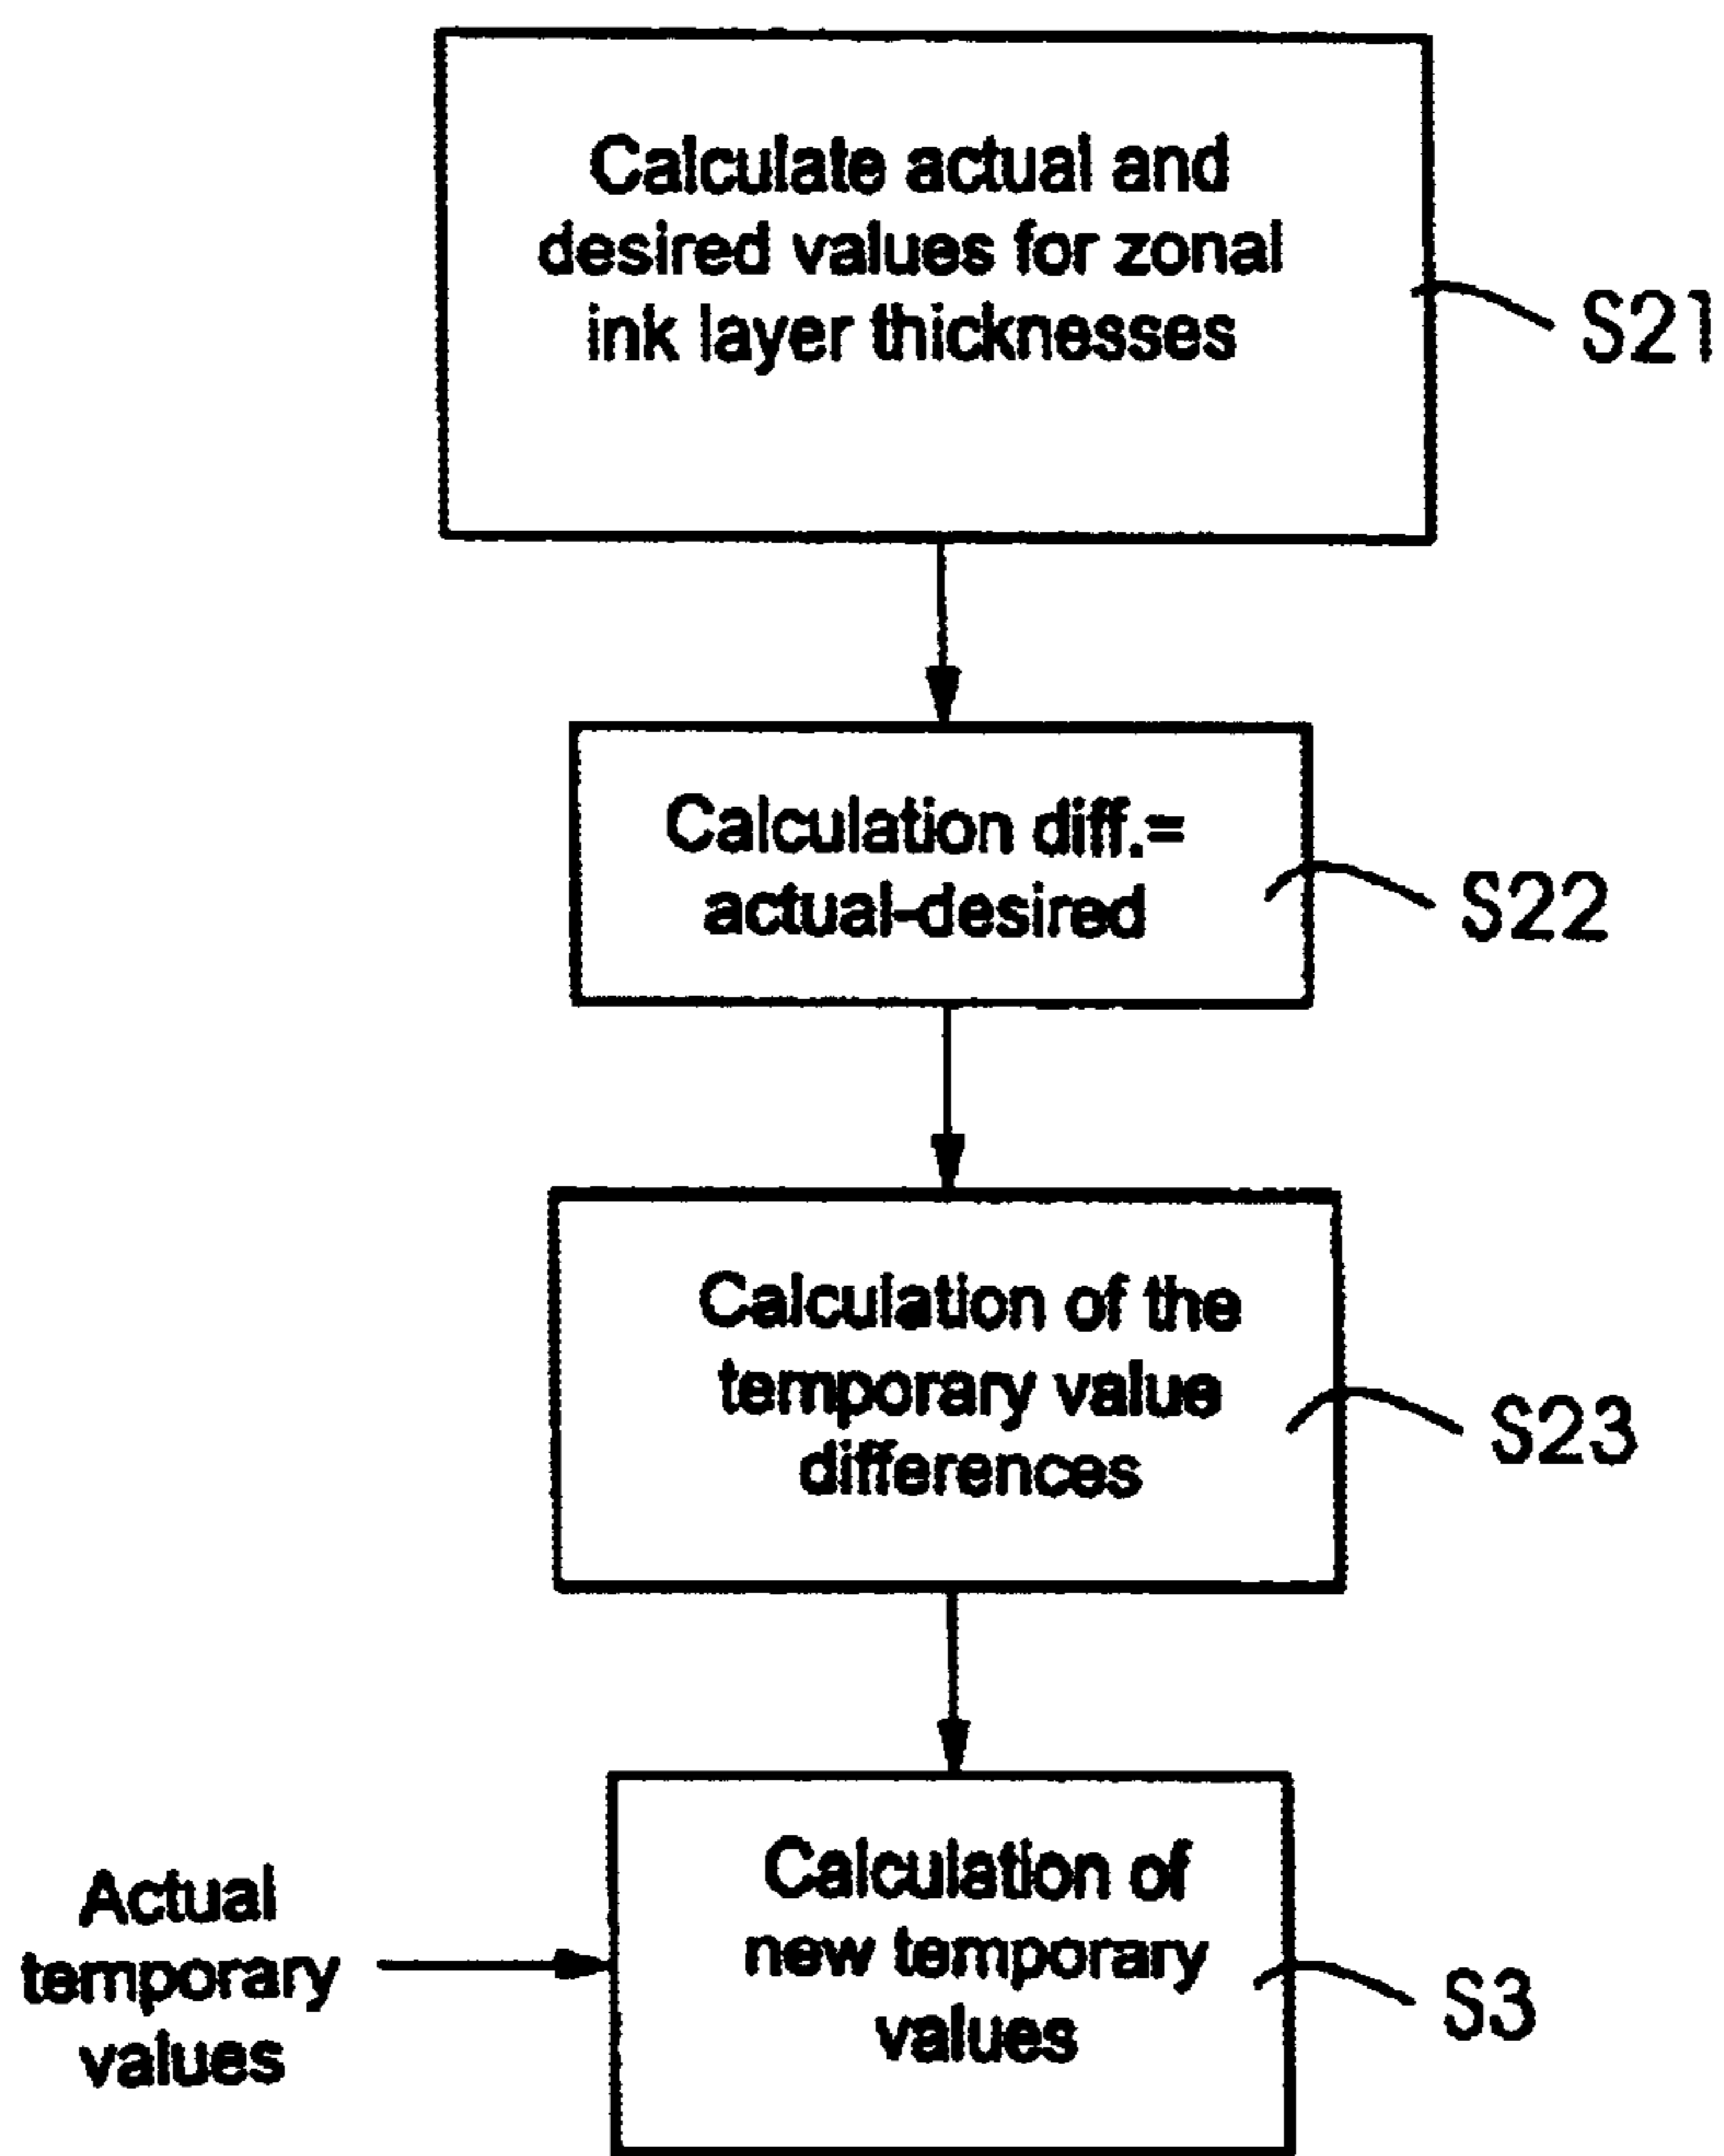 Calculate actual and
desired values for zonal
ink layer thicknesses
S21
Calculation diff.=
actual-desired
S22
Calculation of the
temporary value
differences
S23
Actual
temporary
values
Calculation of
new temporary
values
S3